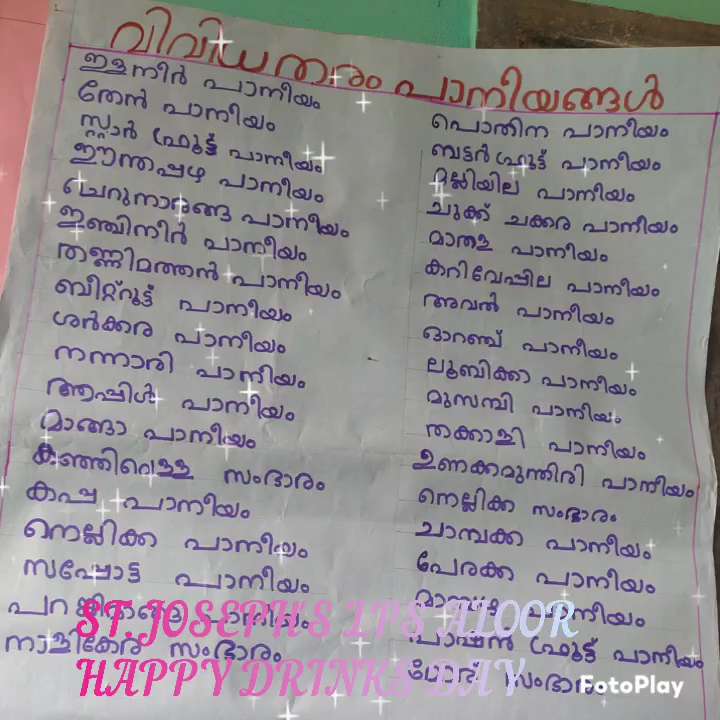 വിവിധതരം പാനീയങ്ങൾ
ഇളനീർ പാനീയം
തേൻ പാനീയം
സ്റ്റാർ ഫ്രൂട്ട് പാനീയം
ഈന്തപ്പഴ പാനീയം
ചെറുനാരങ്ങ പാനീയം
ഇഞ്ചിനീർ പാനീയം
തണ്ണിമത്തൻ പാനീയം
ബീറ്റ്റൂട്ട് പാനീയം
ശർക്കര പാനീയം
നന്നാരി പാനീയം
ആപ്പിൾ പാനീയം
മാങ്ങാ പാനീയം
കഞ്ഞിവെള്ള സംഭാരം
കപ്പ പാനീയം
നെല്ലിക്ക പാനീയം
സപ്പോട്ട പാനീയം
പാനീയം
നാളികേര സംഭാരം
പൊതിന പാനീയം
ബട്ടർ ഫ്രൂട്ട് പാനീയം
മല്ലിയില പാനീയം
ചുക്ക് ചക്കര പാനീയം
മാതള പാനീയം
കറിവേപ്പില പാനീയം
അവൽ പാനീയം
ഓറഞ്ച് പാനീയം
ലൂബിക്കാ പാനീയം
മുസമ്പി പാനീയം
തക്കാളി പാനീയം
ഉണക്കമുന്തിരി പാനീയം
നെല്ലിക്ക സംഭാരം
ചാമ്പക്ക പാനീയം
പേരക്ക പാനീയം
പാനീയം
പാഷൻ ഫ്രൂട്ട് പാനീയം
സംഭാരം
ST.JOSEPH'S LPS ALOOR
HAPPY DRINKS DAY
FotoPlay